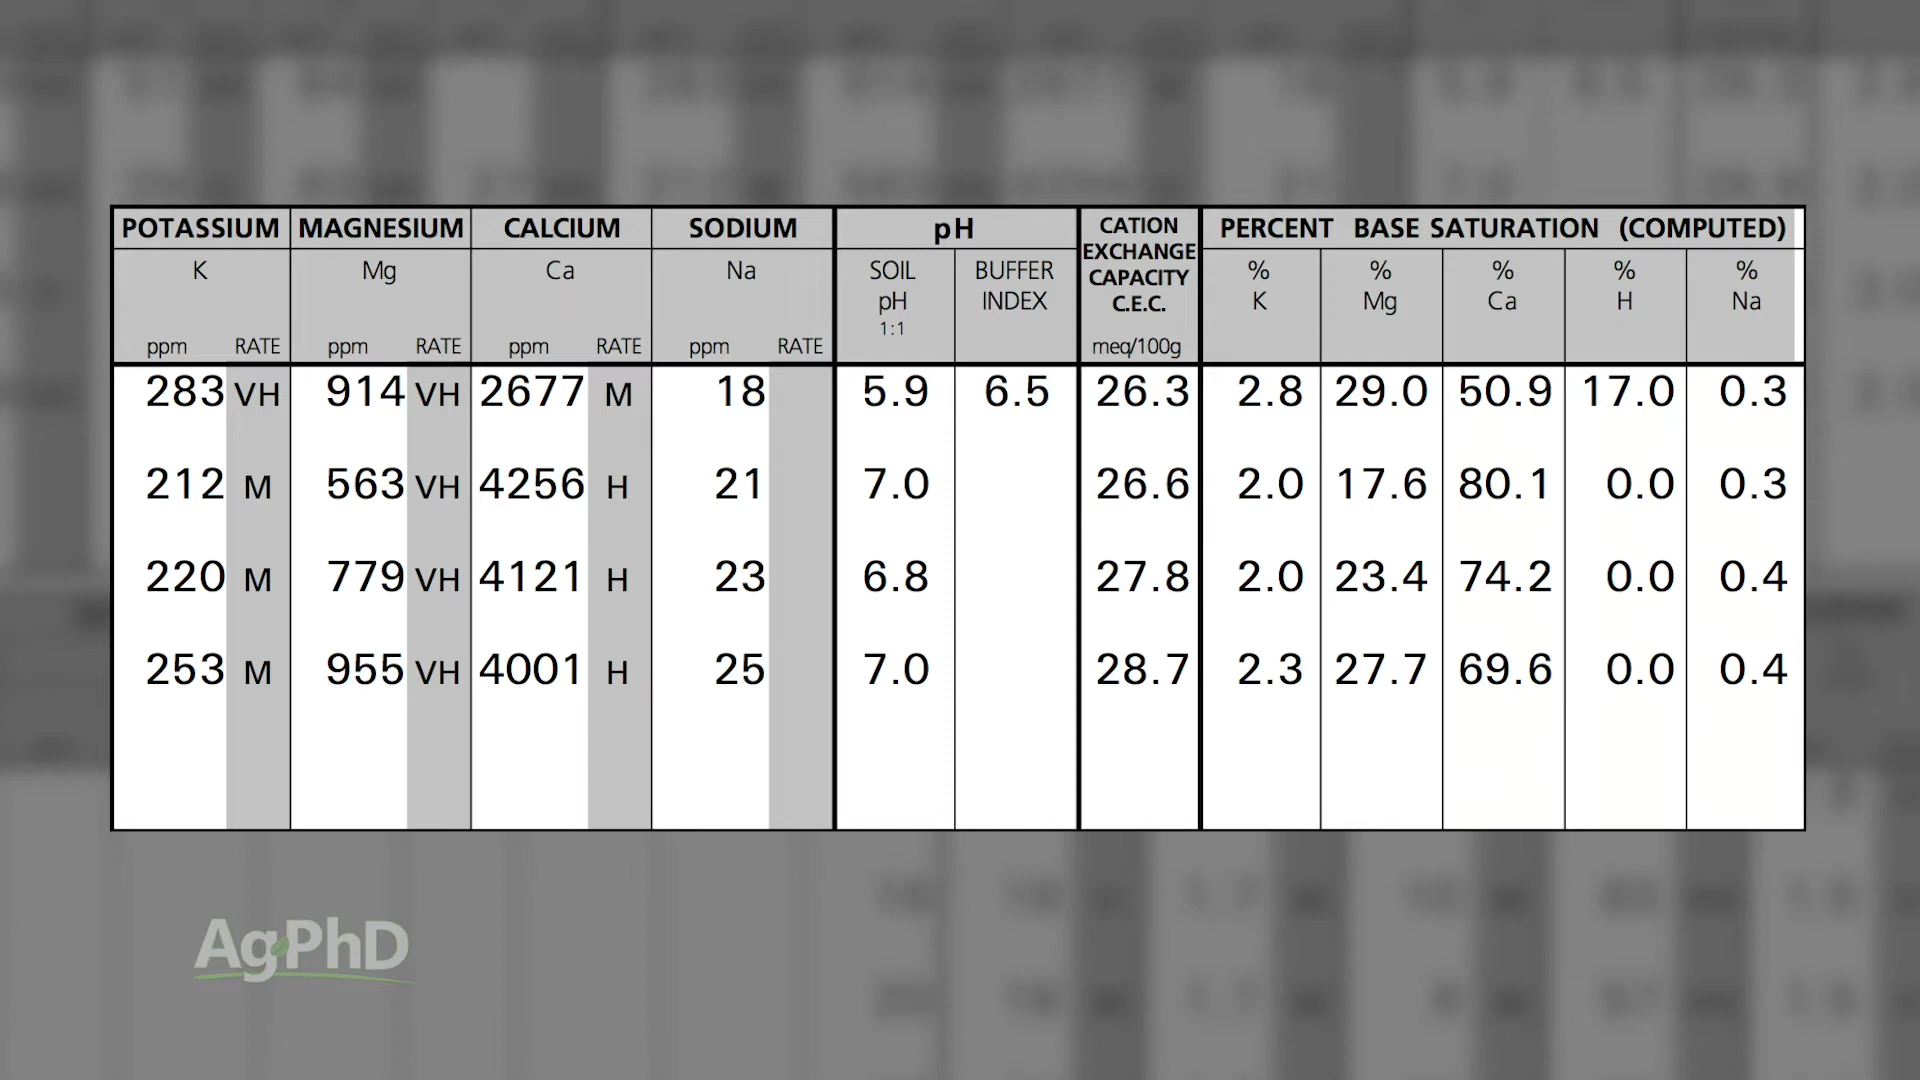 POTASSIUM MAGNESIUM CALCIUM SODIUM pH CATION EXCHANGE CAPACITY C.E.C. PERCENT BASE SATURATION (COMPUTED)
K Mg Ca Na SOIL pH 1:1 BUFFER INDEX % K % Mg % Ca % H % Na
ppm RATE ppm RATE ppm RATE ppm RATE meq/100g
283 VH 914 VH 2677 M 18 5.9 6.5 26.3 2.8 29.0 50.9 17.0 0.3
212 M 563 VH 4256 H 21 7.0 26.6 2.0 17.6 80.1 0.0 0.3
220 M 779 VH 4121 H 23 6.8 27.8 2.0 23.4 74.2 0.0 0.4
253 M 955 VH 4001 H 25 7.0 28.7 2.3 27.7 69.6 0.0 0.4
AgPhD